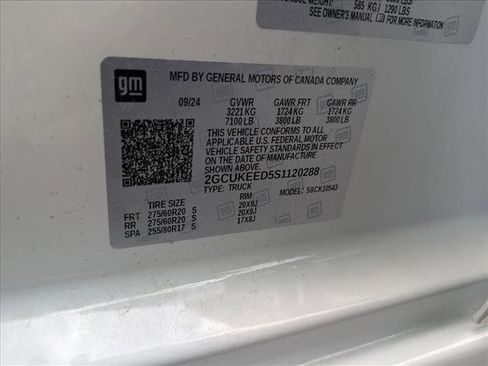 585 KG / 1290 LBS
SEE OWNER'S MANUAL FOR MORE INFORMATION
gm
MFD BY GENERAL MOTORS OF CANADA COMPANY
09/24 GVWR GAWR FRT GAWR RR
3221 KG 1724 KG 1724 KG
7100 LB 3800 LB 3800 LB
THIS VEHICLE CONFORMS TO ALL
APPLICABLE U.S. FEDERAL MOTOR
VEHICLE SAFETY AND THEFT PREVENTION
STANDARDS IN EFFECT ON THE DATE OF
MANUFACTURE SHOWN ABOVE.
2GCUKEED5S1120288
TYPE: TRUCK MODEL: 58CK10543
TIRE SIZE RIM
FRT 275/60R20 S 20X9J
RR 275/60R20 S 20X9J
SPA 255/80R17 S 17X8J